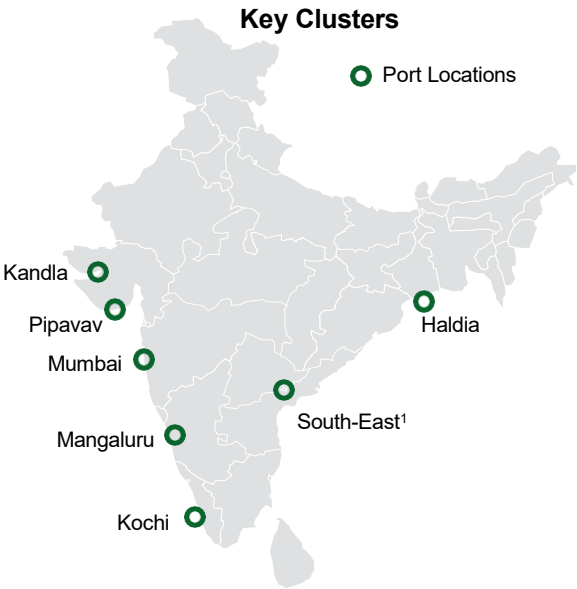 Key Clusters
Port Locations
Kandla
Pipavav
Haldia
Mumbai
South-East¹
Mangaluru
Kochi